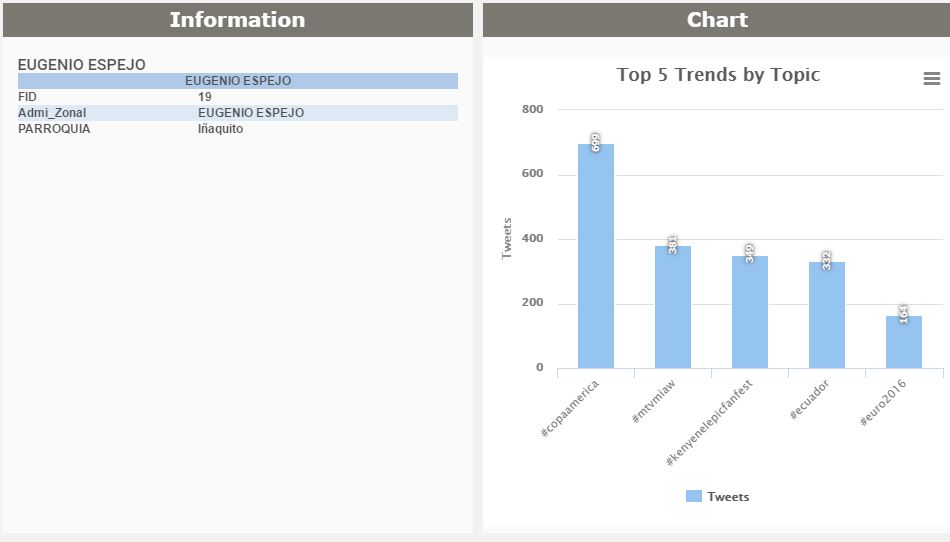 Information
EUGENIO ESPEJO
EUGENIO ESPEJO
FID 19
Admi_Zonal EUGENIO ESPEJO
PARROQUIA Iñaquito
Chart
Top 5 Trends by Topic
Tweets
800
600
400
200
0
699
381
349
332
164
#copaamerica
#mtvmiaw
#kenyenelepicfanfest
#ecuador
#euro2016
Tweets